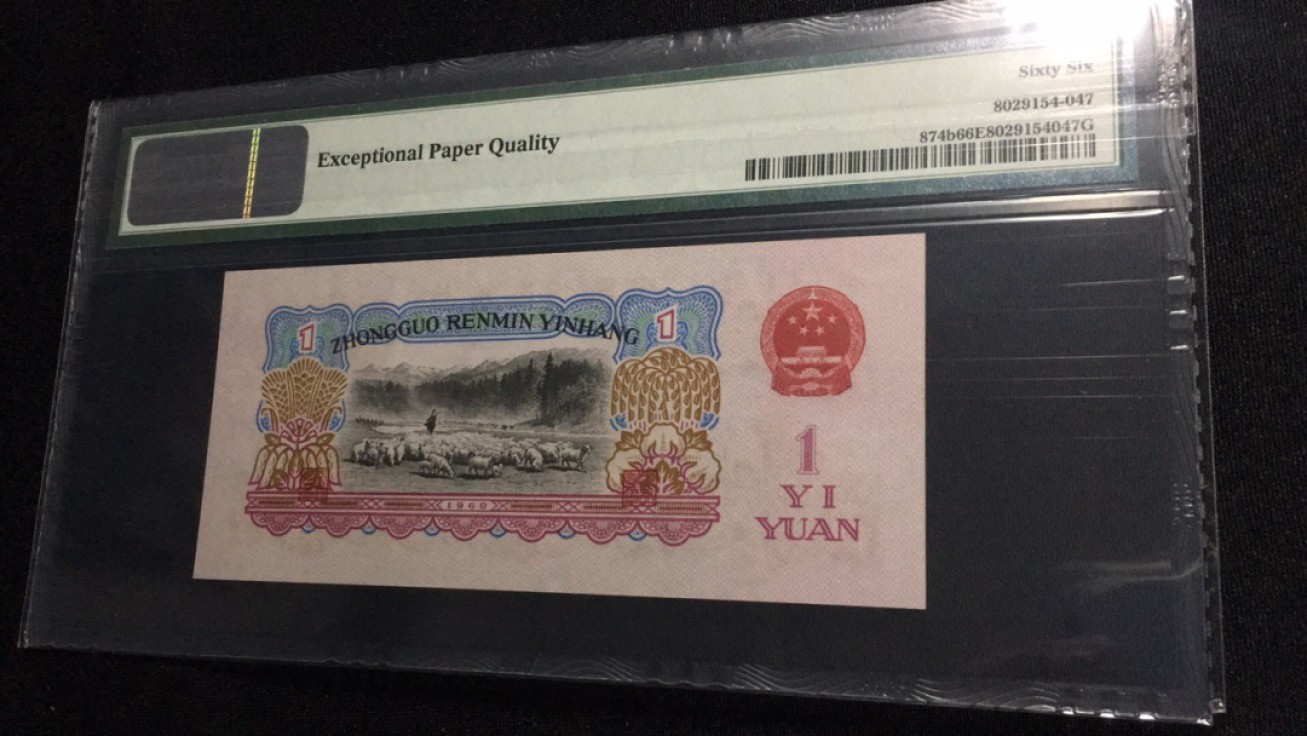 Sixty Six
8029154-047
Exceptional Paper Quality
874b66E8029154047G
1
ZHONGGUO RENMIN YINHANG
1
1
YI
YUAN
1960